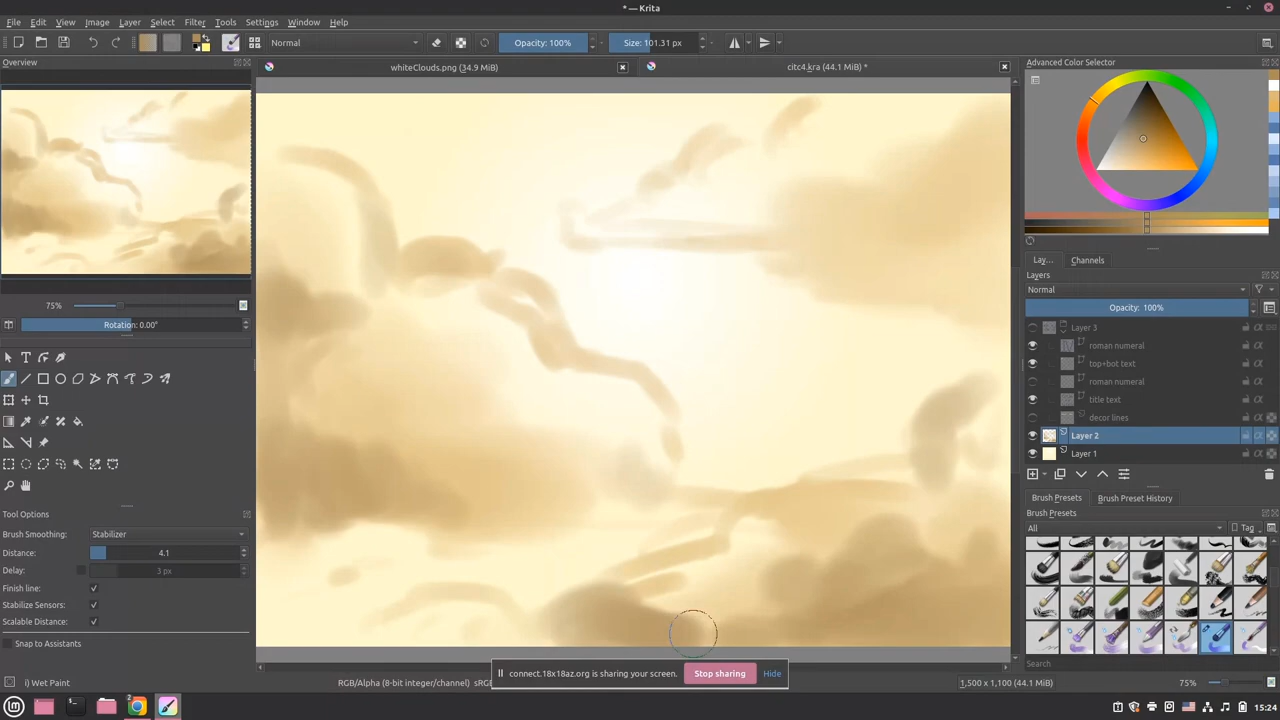 * — Krita
File Edit View Image Layer Select Filter Tools Settings Window Help
Normal Opacity: 100% Size: 101.31 px
Overview
whiteClouds.png (34.9 MiB)
citc4.kra (44.1 MiB) *
Advanced Color Selector
75%
Rotation: 0.00°
Lay... Channels
Layers
Normal
Opacity: 100%
Layer 3
roman numeral
top+bot text
roman numeral
title text
decor lines
Layer 2
Layer 1
Tool Options
Brush Smoothing: Stabilizer
Distance: 4.1
Delay: 3 px
Finish line:
Stabilize Sensors:
Scalable Distance:
Snap to Assistants
Brush Presets Brush Preset History
Brush Presets
All Tag
Search
connect.18x18az.org is sharing your screen. Stop sharing Hide
i) Wet Paint
RGB/Alpha (8-bit integer/channel) sRG
1,500 x 1,100 (44.1 MiB)
75%
2
15:24